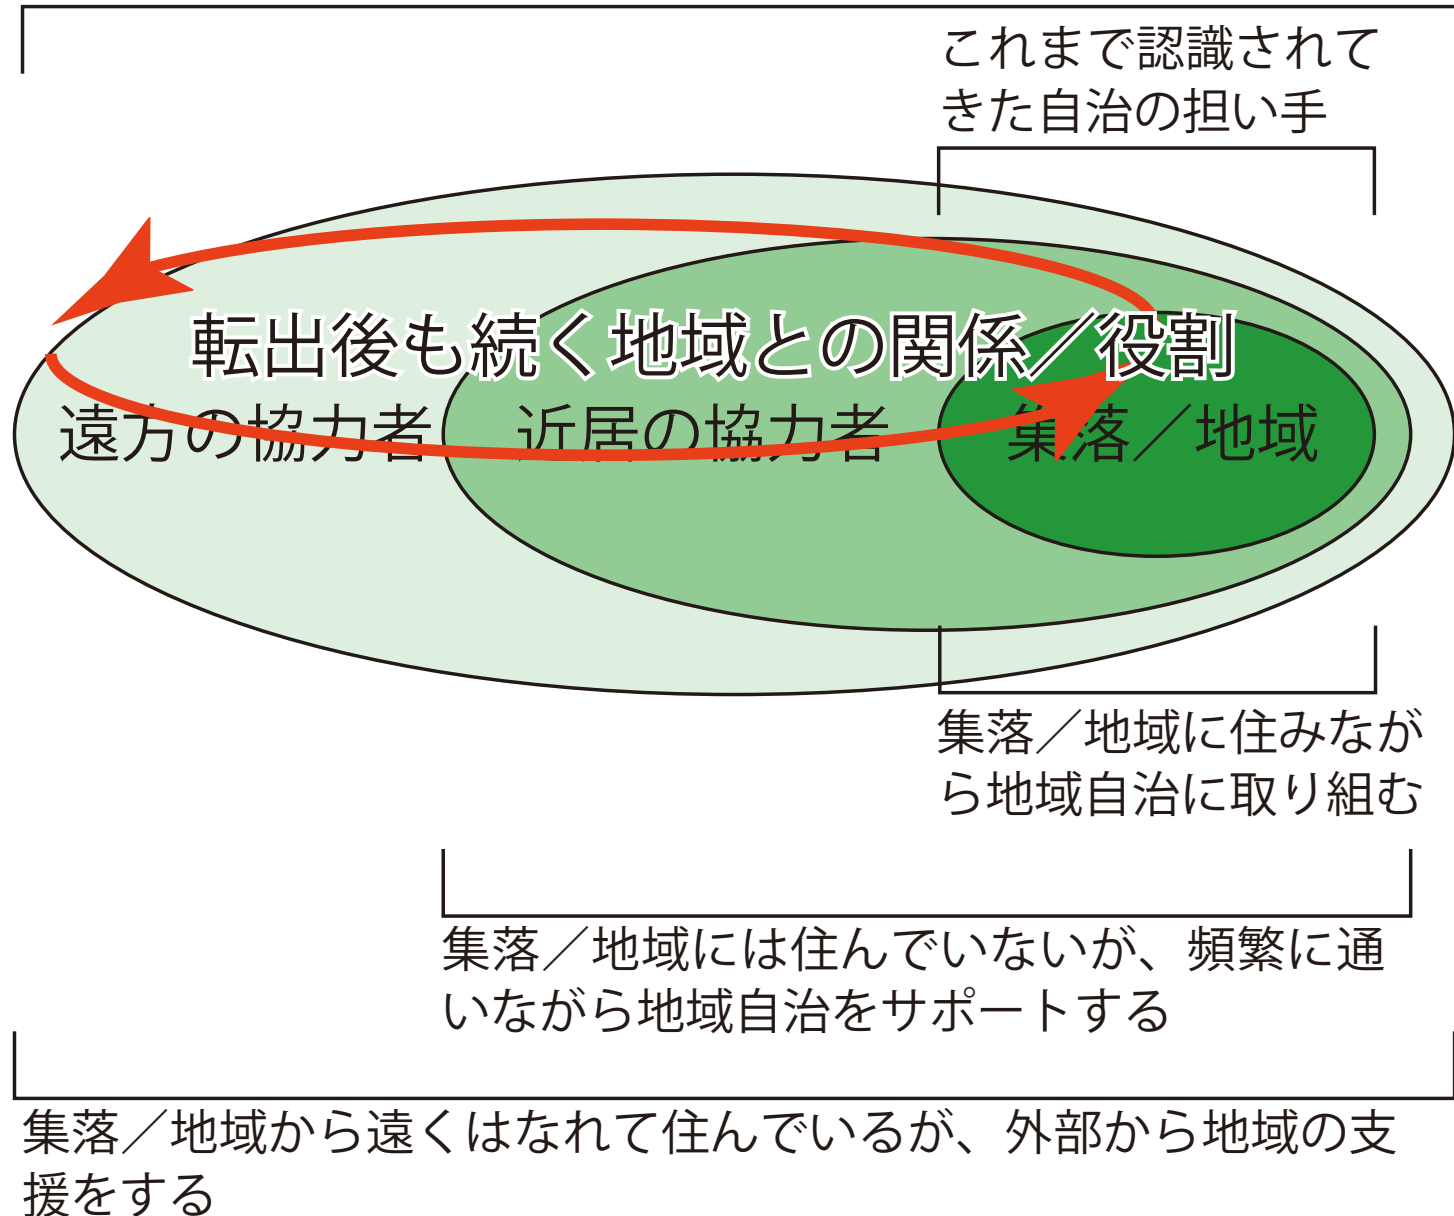 これまで認識されて
きた自治の担い手
転出後も続く地域との関係／役割
遠方の協力者
近居の協力者
集落／地域
集落／地域に住みなが
ら地域自治に取り組む
集落／地域には住んでいないが、頻繁に通
いながら地域自治をサポートする
集落／地域から遠くはなれて住んでいるが、外部から地域の支
援をする